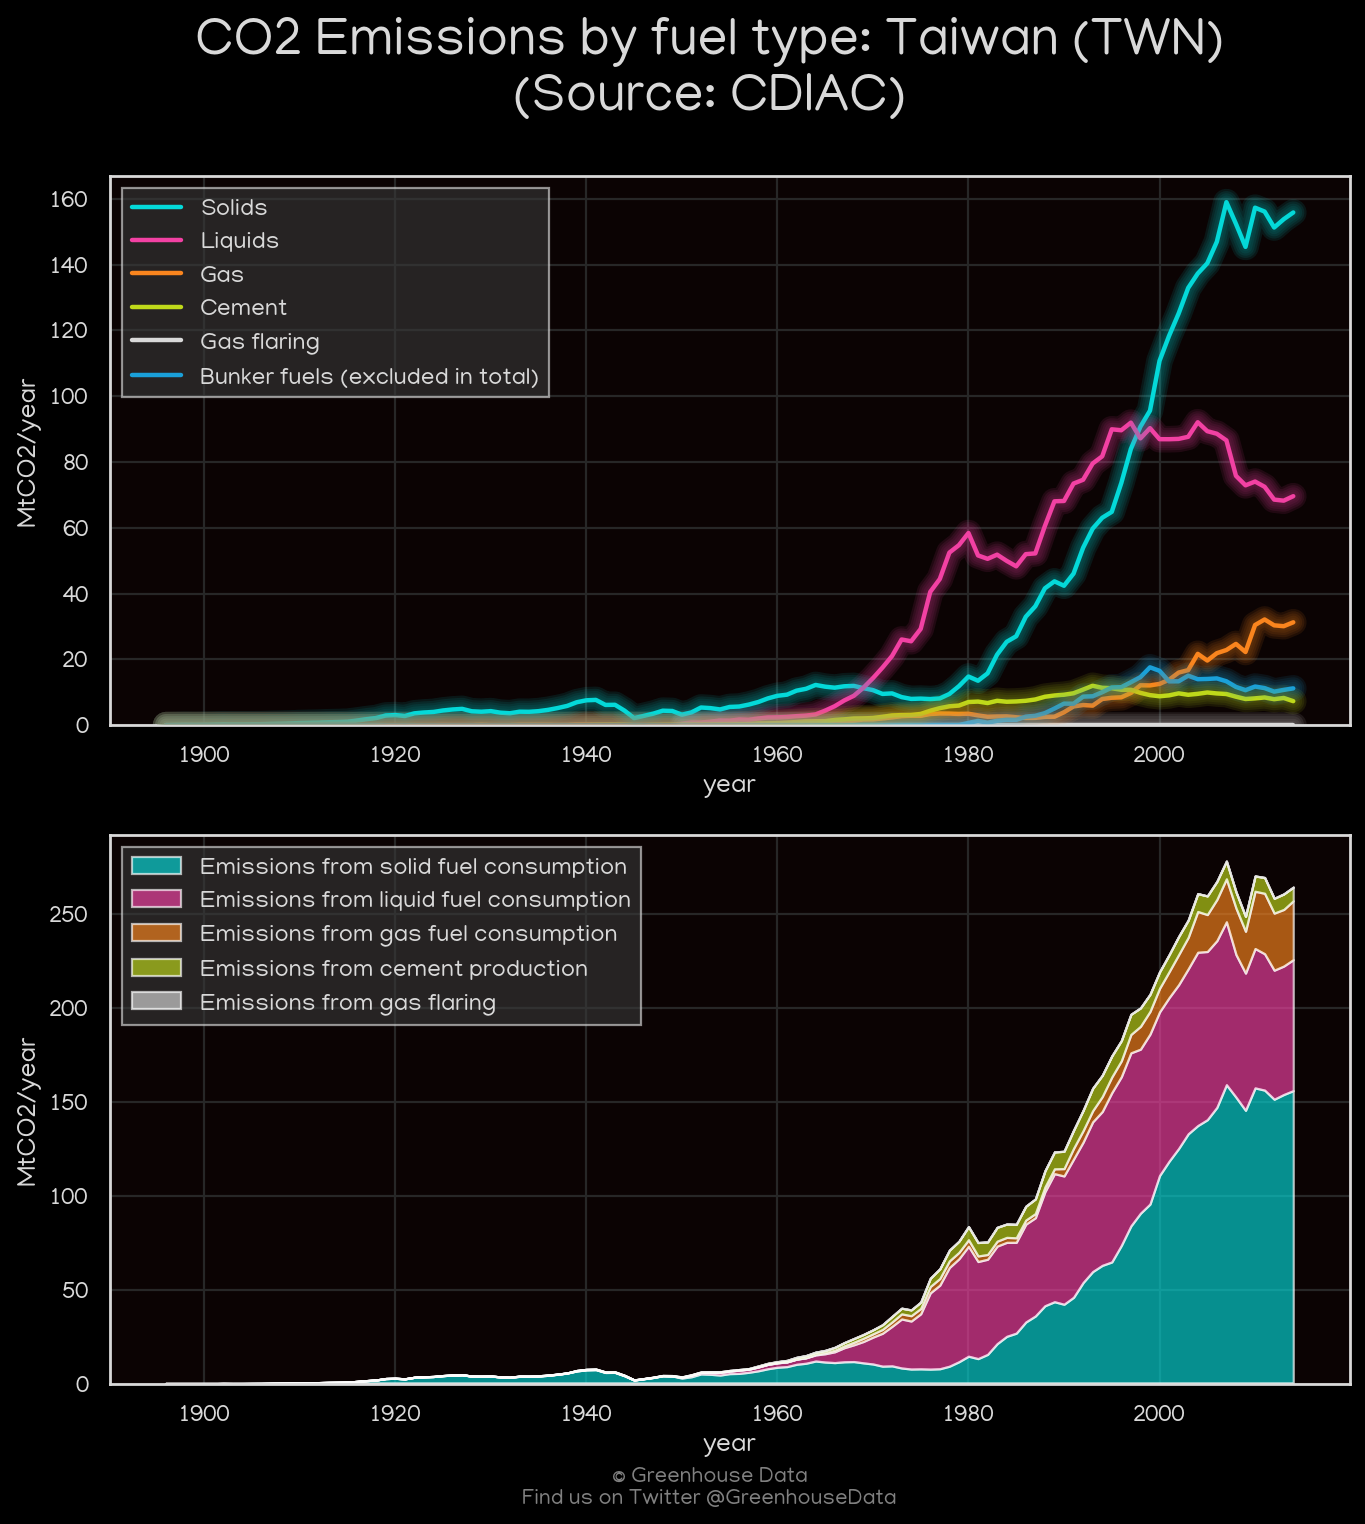 CO2 Emissions by fuel type: Taiwan (TWN)
(Source: CDIAC)
160
140
120
100
80
60
40
20
0
MtCO2/year
Solids
Liquids
Gas
Cement
Gas flaring
Bunker fuels (excluded in total)
1900
1920
1940
1960
1980
2000
year
250
200
150
100
50
0
MtCO2/year
Emissions from solid fuel consumption
Emissions from liquid fuel consumption
Emissions from gas fuel consumption
Emissions from cement production
Emissions from gas flaring
1900
1920
1940
1960
1980
2000
year
© Greenhouse Data
Find us on Twitter @GreenhouseData